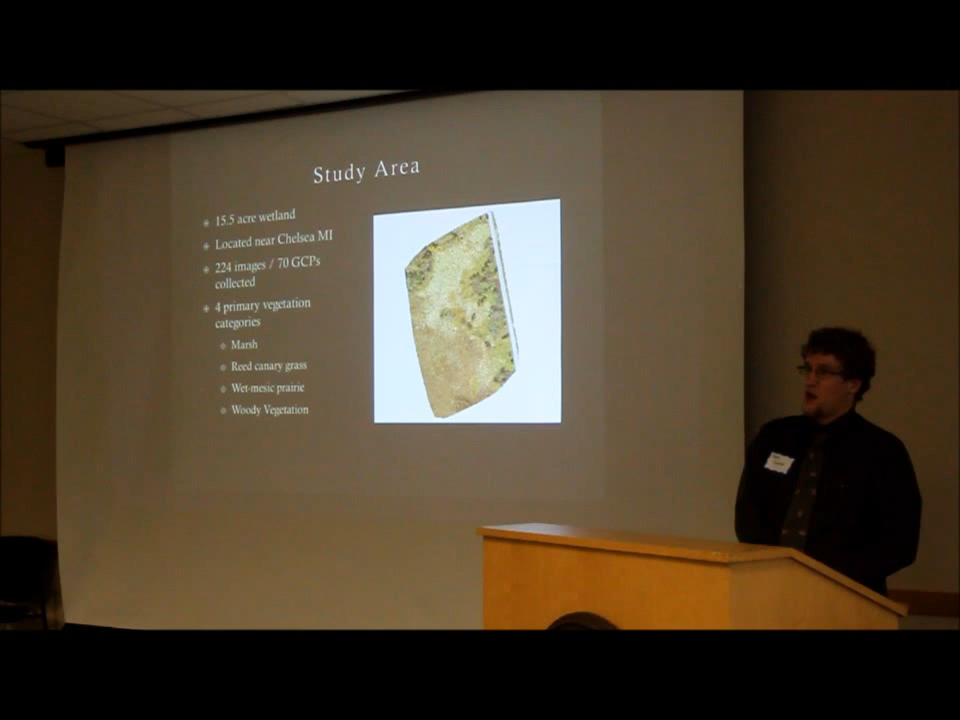 Study Area
15.5 acre wetland
Located near Chelsea MI
224 images / 70 GCPs
collected
4 primary vegetation
categories
Marsh
Reed canary grass
Wet-mesic prairie
Woody Vegetation